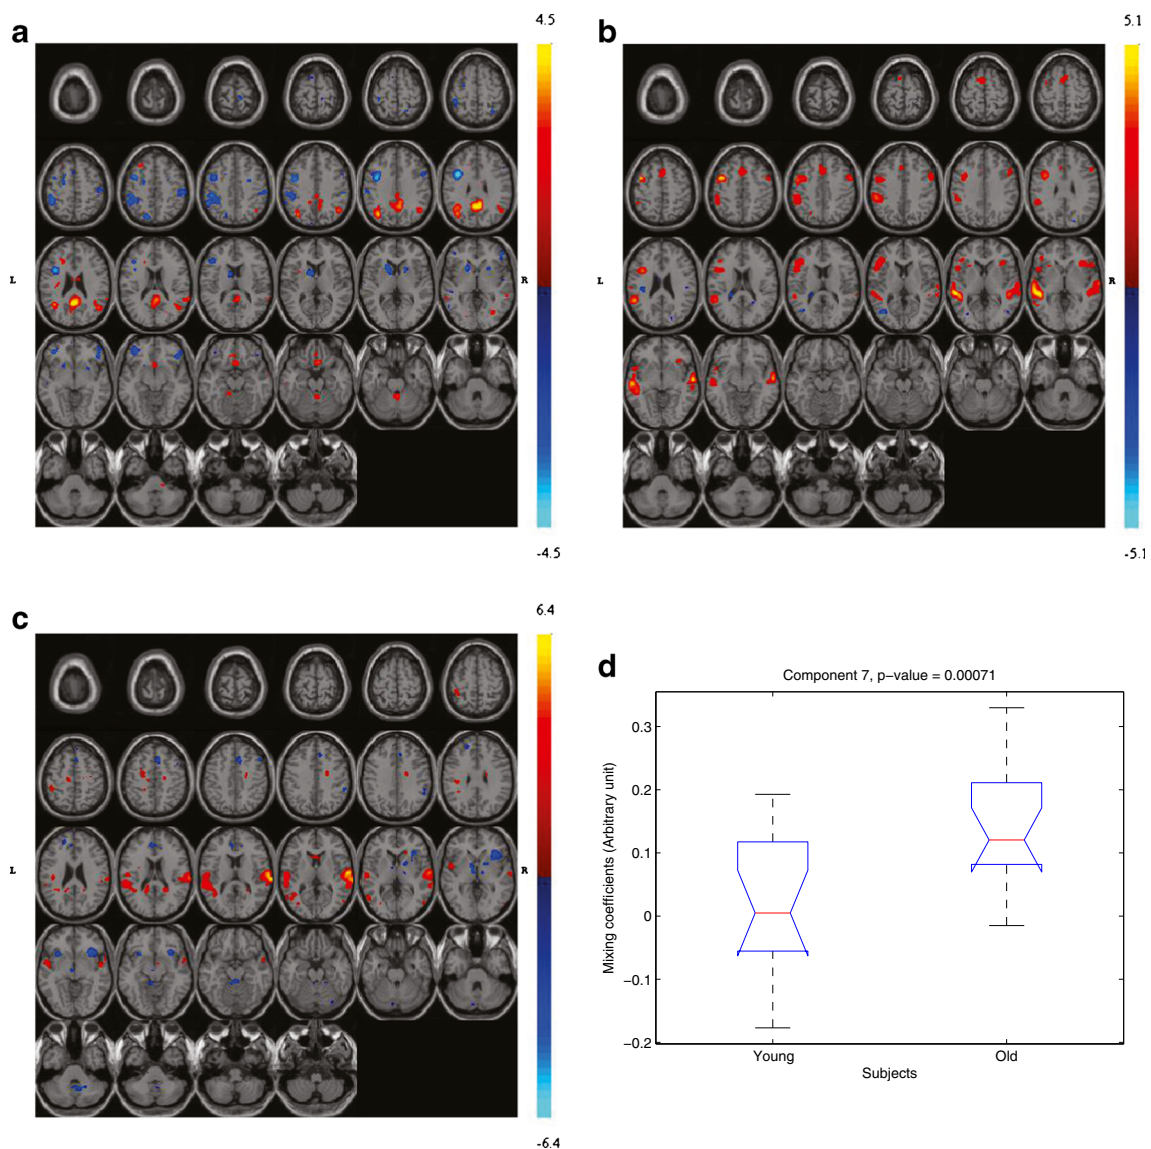 a
4.5
L
R
-4.5
b
5.1
L
R
-5.1
c
6.4
L
R
-6.4
d
Component 7, p−value = 0.00071
Mixing coefficients (Arbitrary unit)
0.3
0.2
0.1
0
−0.1
−0.2
Young
Old
Subjects